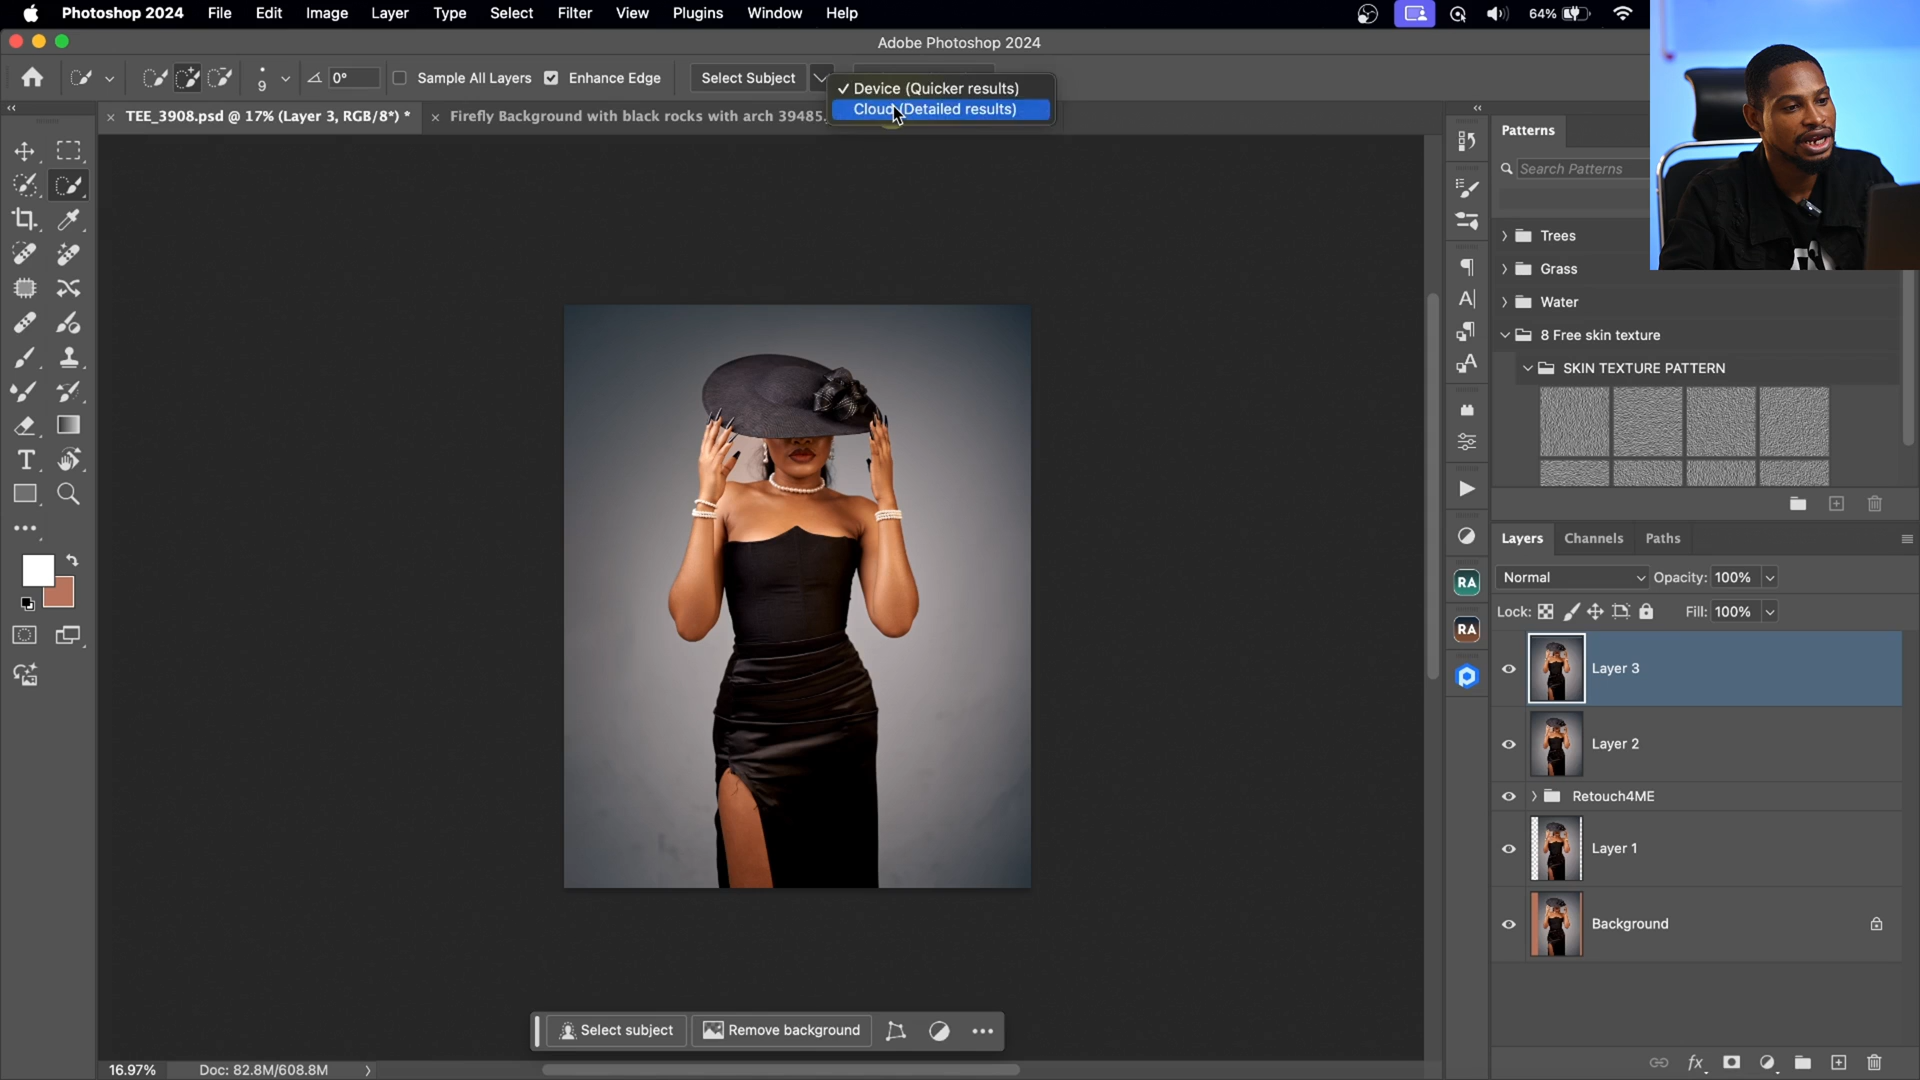 Photoshop 2024 File Edit Image Layer Type Select Filter View Plugins Window Help 64%
Adobe Photoshop 2024
9 0° Sample All Layers Enhance Edge Select Subject
Device (Quicker results)
Cloud (Detailed results)
TEE_3908.psd @ 17% (Layer 3, RGB/8*) * Firefly Background with black rocks with arch 39485.
Patterns
Search Patterns
Trees
Grass
Water
8 Free skin texture
SKIN TEXTURE PATTERN
Layers Channels Paths
Normal Opacity: 100%
Lock: Fill: 100%
RA
RA
Layer 3
Layer 2
Retouch4ME
Layer 1
Background
Select subject Remove background
16.97% Doc: 82.8M/608.8M
fx